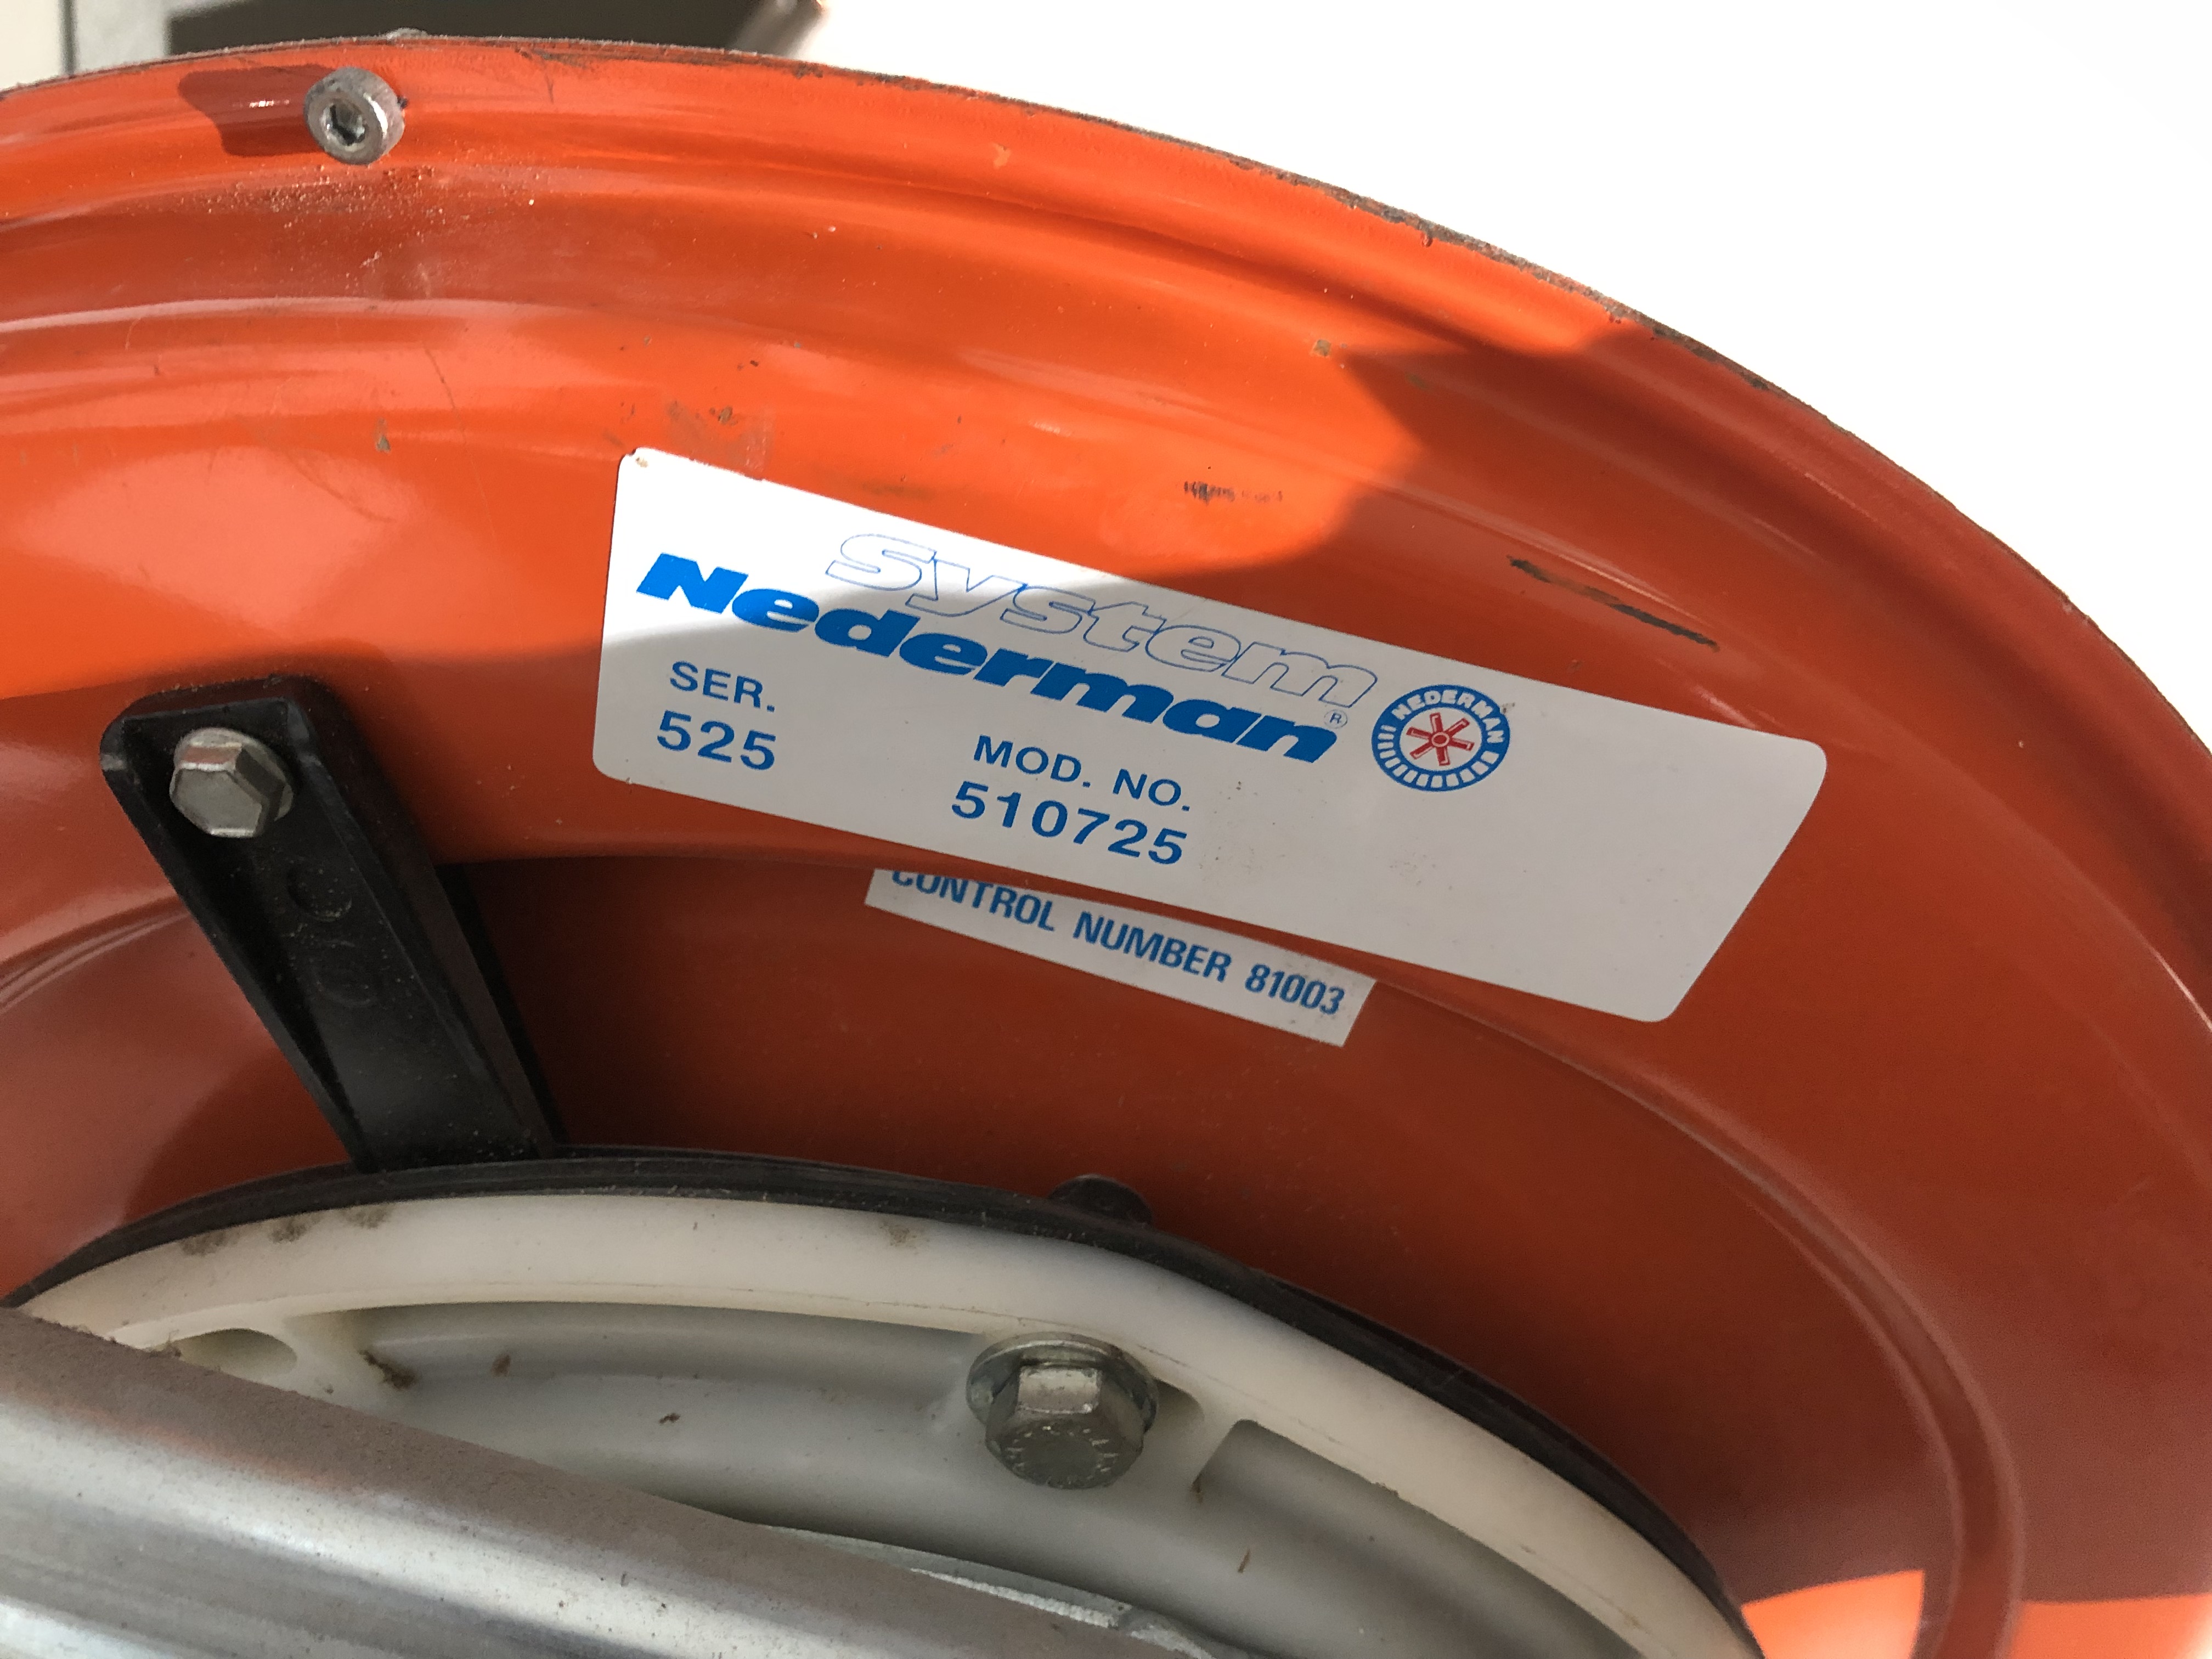 System
Nederman®
NEDERMAN
SER.
525
MOD. NO.
510725
CONTROL NUMBER 81003